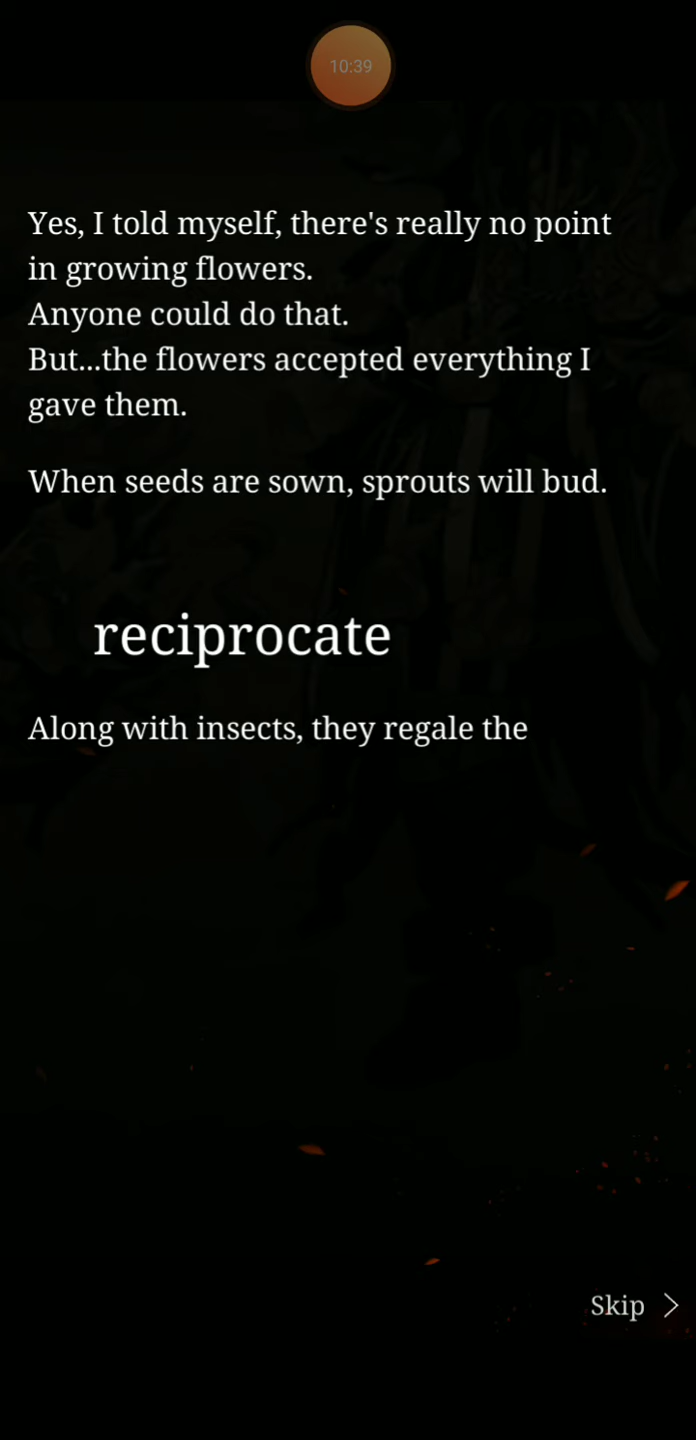 10:39
Yes, I told myself, there's really no point
in growing flowers.
Anyone could do that.
But...the flowers accepted everything I
gave them.
When seeds are sown, sprouts will bud.
reciprocate
Along with insects, they regale the
Skip